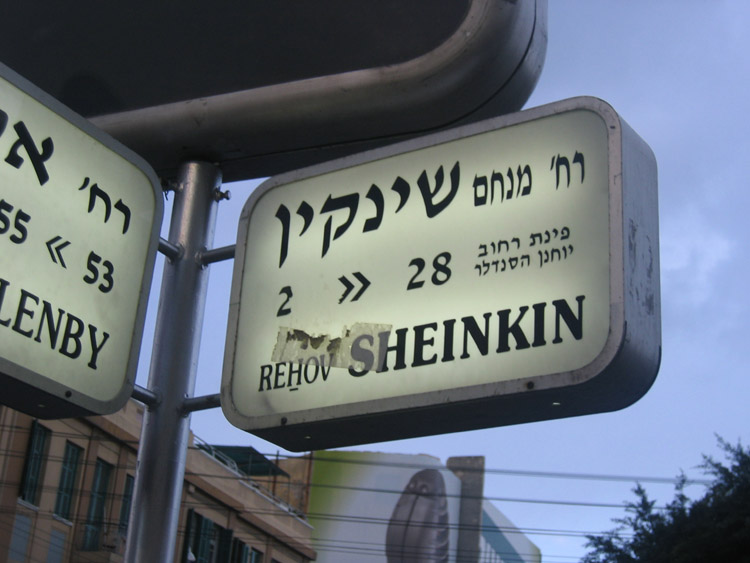 רח'
55 « 53
LENBY
רח' מנחם שינקין
2 » 28
פינת רחוב
יוחנן הסנדלר
REHOV SHEINKIN